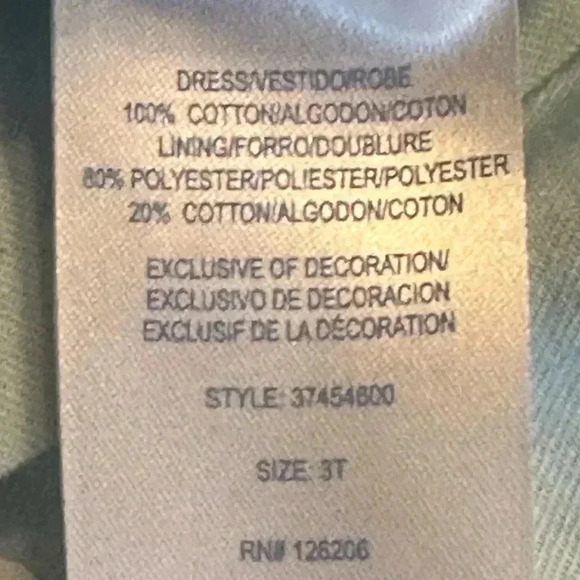 DRESS/VESTIDO/ROBE
100% COTTON/ALGODON/COTON
LINING/FORRO/DOUBLURE
80% POLYESTER/POLIESTER/POLYESTER
20% COTTON/ALGODON/COTON
EXCLUSIVE OF DECORATION/
EXCLUSIVO DE DECORACION
EXCLUSIF DE LA DÉCORATION
STYLE: 37454800
SIZE: 3T
RN# 126206